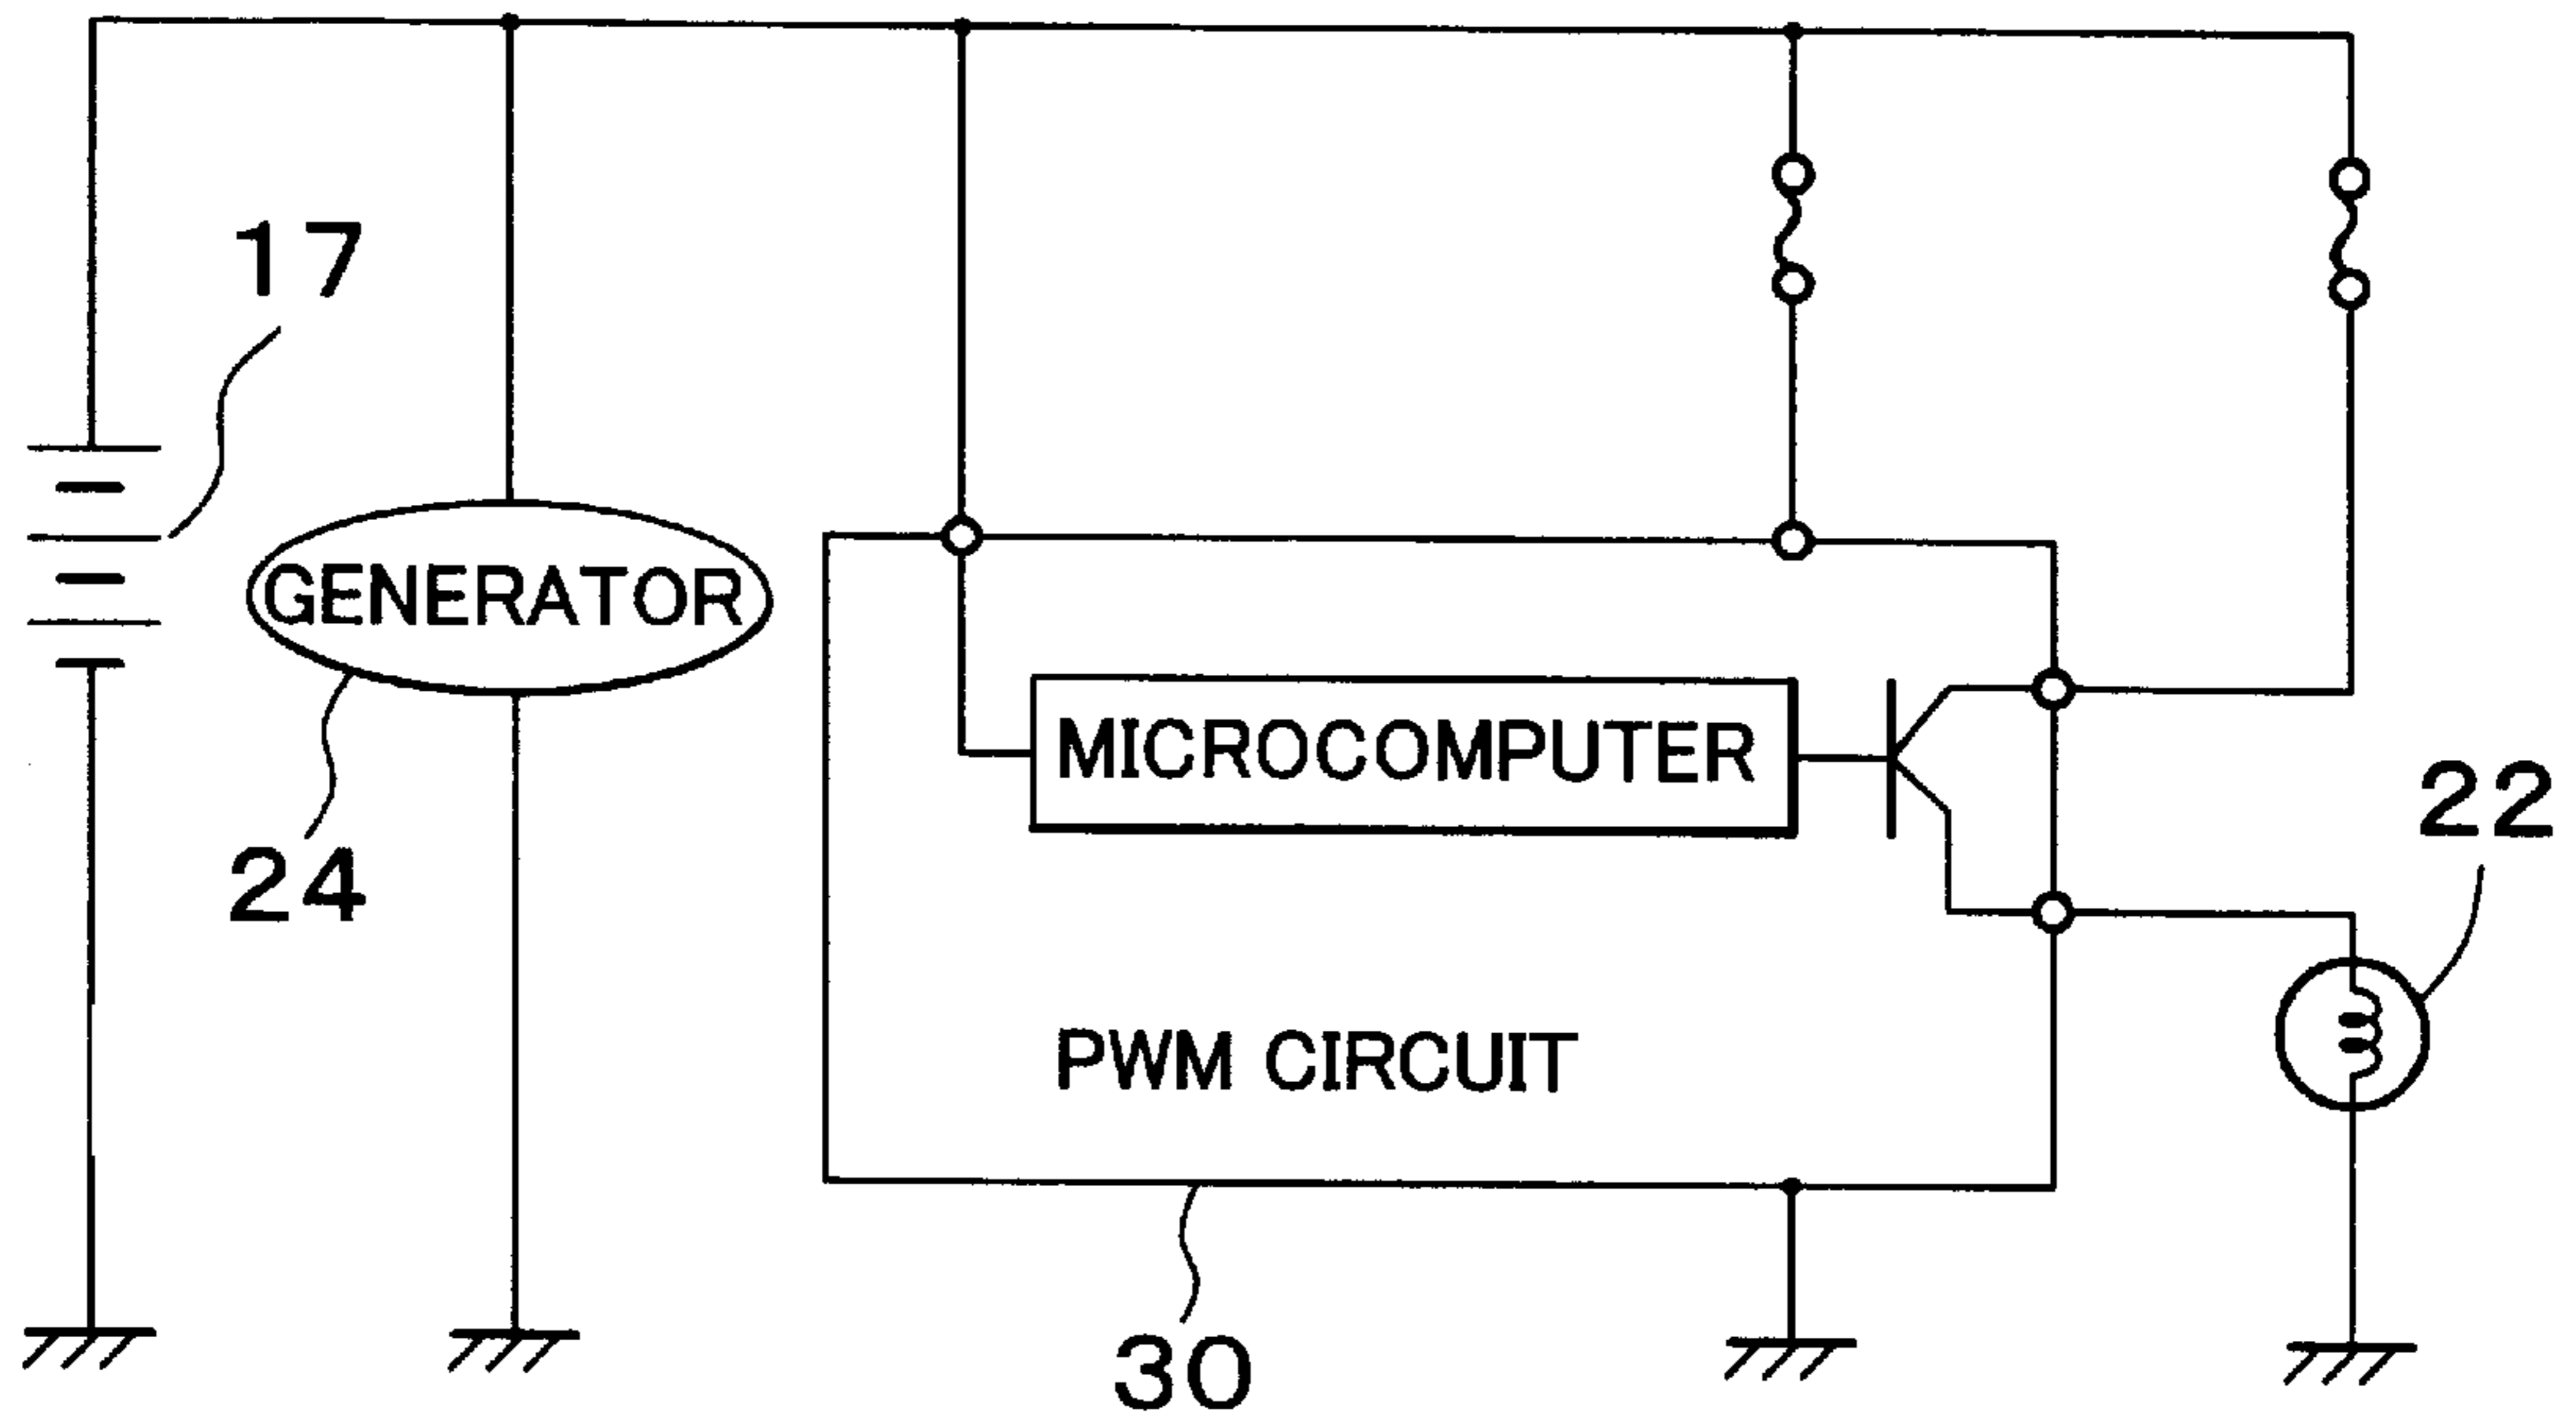 17
GENERATOR
MICROCOMPUTER
22
24
PWM CIRCUIT
30